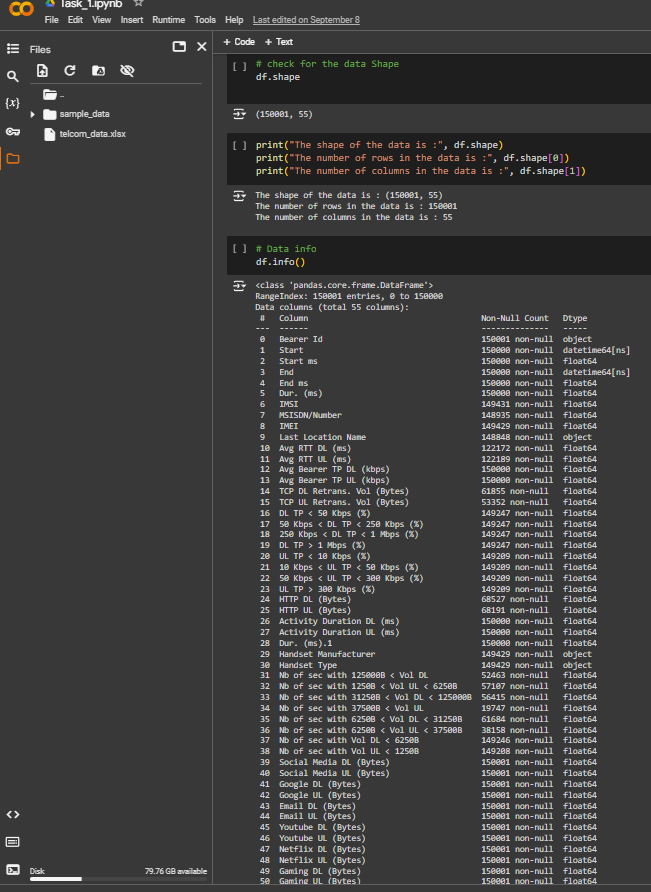 Task_1.ipynb
File Edit View Insert Runtime Tools Help Last edited on September 8
Files
+ Code + Text
..
sample_data
telcom_data.xlsx
{x}
[ ] # check for the data Shape
df.shape
(150001, 55)
[ ] print("The shape of the data is :", df.shape)
print("The number of rows in the data is :", df.shape[0])
print("The number of columns in the data is :", df.shape[1])
The shape of the data is : (150001, 55)
The number of rows in the data is : 150001
The number of columns in the data is : 55
[ ] # Data info
df.info()
<class 'pandas.core.frame.DataFrame'>
RangeIndex: 150001 entries, 0 to 150000
Data columns (total 55 columns):
# Column Non-Null Count Dtype
--- ------ -------------- -----
0 Bearer Id 150001 non-null object
1 Start 150000 non-null datetime64[ns]
2 Start ms 150000 non-null float64
3 End 150000 non-null datetime64[ns]
4 End ms 150000 non-null float64
5 Dur. (ms) 150000 non-null float64
6 IMSI 149431 non-null float64
7 MSISDN/Number 148935 non-null float64
8 IMEI 149429 non-null float64
9 Last Location Name 148848 non-null object
10 Avg RTT DL (ms) 122172 non-null float64
11 Avg RTT UL (ms) 122189 non-null float64
12 Avg Bearer TP DL (kbps) 150000 non-null float64
13 Avg Bearer TP UL (kbps) 150000 non-null float64
14 TCP DL Retrans. Vol (Bytes) 61855 non-null float64
15 TCP UL Retrans. Vol (Bytes) 53352 non-null float64
16 DL TP < 50 Kbps (%) 149247 non-null float64
17 50 Kbps < DL TP < 250 Kbps (%) 149247 non-null float64
18 250 Kbps < DL TP < 1 Mbps (%) 149247 non-null float64
19 DL TP > 1 Mbps (%) 149247 non-null float64
20 UL TP < 10 Kbps (%) 149209 non-null float64
21 10 Kbps < UL TP < 50 Kbps (%) 149209 non-null float64
22 50 Kbps < UL TP < 300 Kbps (%) 149209 non-null float64
23 UL TP > 300 Kbps (%) 149209 non-null float64
24 HTTP DL (Bytes) 68527 non-null float64
25 HTTP UL (Bytes) 68191 non-null float64
26 Activity Duration DL (ms) 150000 non-null float64
27 Activity Duration UL (ms) 150000 non-null float64
28 Dur. (ms).1 150000 non-null float64
29 Handset Manufacturer 149429 non-null object
30 Handset Type 149429 non-null object
31 Nb of sec with 125000B < Vol DL 52463 non-null float64
32 Nb of sec with 1250B < Vol UL < 6250B 57107 non-null float64
33 Nb of sec with 31250B < Vol DL < 125000B 56415 non-null float64
34 Nb of sec with 37500B < Vol UL 19747 non-null float64
35 Nb of sec with 6250B < Vol DL < 31250B 61684 non-null float64
36 Nb of sec with 6250B < Vol UL < 37500B 38158 non-null float64
37 Nb of sec with Vol DL < 6250B 149246 non-null float64
38 Nb of sec with Vol UL < 1250B 149208 non-null float64
39 Social Media DL (Bytes) 150001 non-null float64
40 Social Media UL (Bytes) 150001 non-null float64
41 Google DL (Bytes) 150001 non-null float64
42 Google UL (Bytes) 150001 non-null float64
43 Email DL (Bytes) 150001 non-null float64
44 Email UL (Bytes) 150001 non-null float64
45 Youtube DL (Bytes) 150001 non-null float64
46 Youtube UL (Bytes) 150001 non-null float64
47 Netflix DL (Bytes) 150001 non-null float64
48 Netflix UL (Bytes) 150001 non-null float64
49 Gaming DL (Bytes) 150001 non-null float64
50 Gaming UL (Bytes) 150001 non-null float64
Disk 79.76 GB available